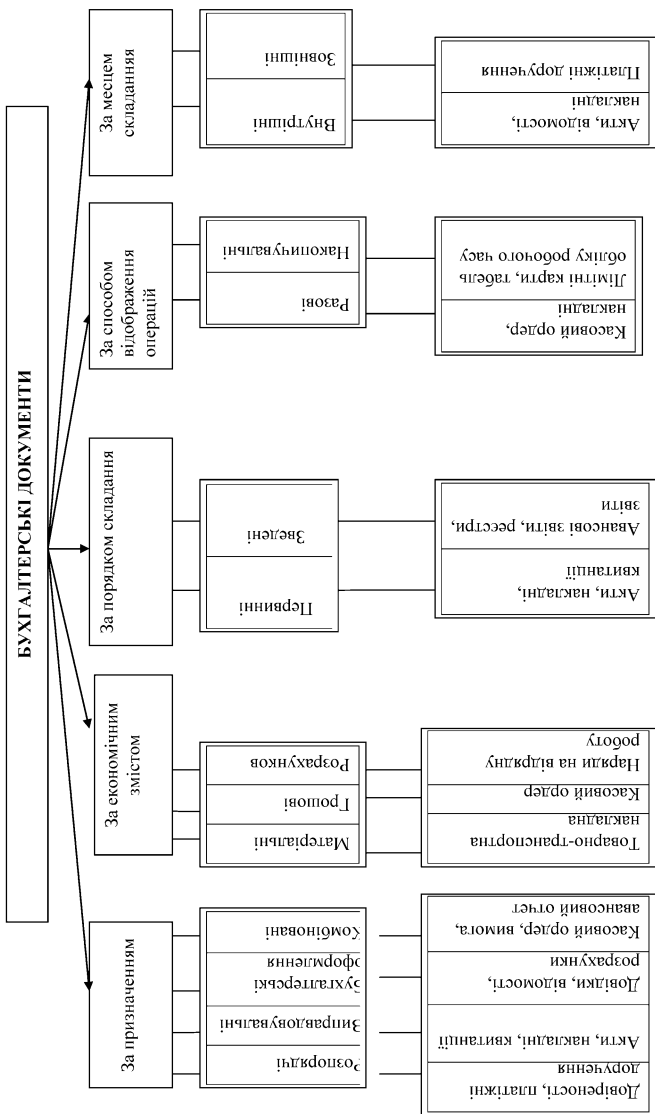 БУХГАЛТЕРСЬКІ ДОКУМЕНТИ
За призначенням
Розпорядчі
Виправдовувальні
Бухгалтерські
оформлення
Комбіновані
Довіреності, платіжні
доручення
Акти, накладні, квитанції
Довідки, відомості,
розрахунки
Касовий ордер, вимога,
авансовий отчет
За економічним
змістом
Матеріальні
Грошові
Розрахунков
Товарно-транспортна
накладна
Касовий ордер
Наряди на відрядну
роботу
За порядком складання
Первинні
Зведені
Акти, накладні,
квитанції
Авансові звіти, реєстри,
звіти
За способом
відображення
операцій
Разові
Накопичувальні
Касовий ордер,
накладні
Лімітні карти, табель
обліку робочого часу
За месцем
складанняя
Внутрішні
Зовнішні
Акти, відомості,
накладні
Платіжні доручення